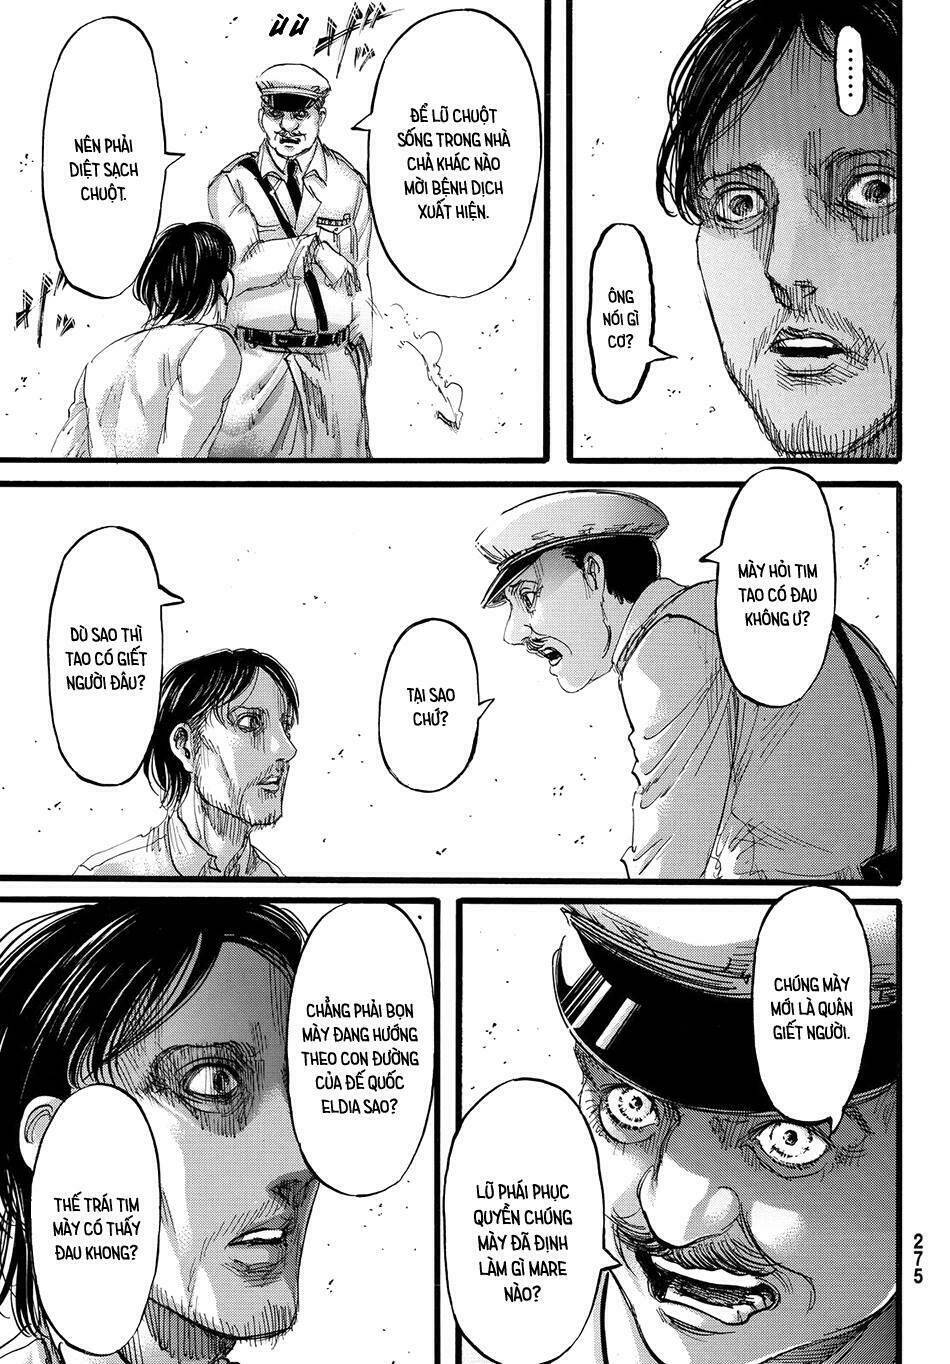 ........
ÔNG
NÓI GÌ
CƠ?
ĐỂ LŨ CHUỘT
SỐNG TRONG NHÀ
CHẢ KHÁC NÀO
MỜI BỆNH DỊCH
XUẤT HIỆN.
Ừ Ừ
NÊN PHẢI
DIỆT SẠCH
CHUỘT.
MÀY HỎI TIM
TAO CÓ ĐAU
KHÔNG Ư?
TẠI SAO
CHỨ?
DÙ SAO THÌ
TAO CÓ GIẾT
NGƯỜI ĐÂU?
CHÚNG MÀY
MỚI LÀ QUÂN
GIẾT NGƯỜI.
LŨ PHÁI PHỤC
QUYỀN CHÚNG
MÀY ĐÃ ĐỊNH
LÀM GÌ MARE
NÀO?
CHẲNG PHẢI BỌN
MÀY ĐANG HƯỚNG
THEO CON ĐƯỜNG
CỦA ĐẾ QUỐC
ELDIA SAO?
THẾ TRÁI TIM
MÀY CÓ THẤY
ĐAU KHONG?
275